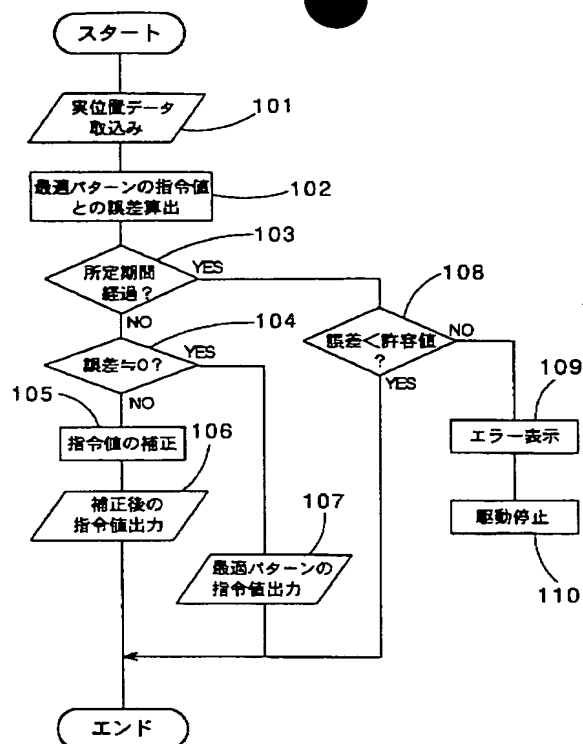 スタート
実位置データ
取込み
101
最適パターンの指令値
との誤差算出
102
103
所定期間
経過?
YES
NO
104
誤差≒0?
YES
NO
105
指令値の補正
106
補正後の
指令値出力
107
最適パターンの
指令値出力
108
誤差<許容値
?
NO
YES
109
エラー表示
駆動停止
110
エンド